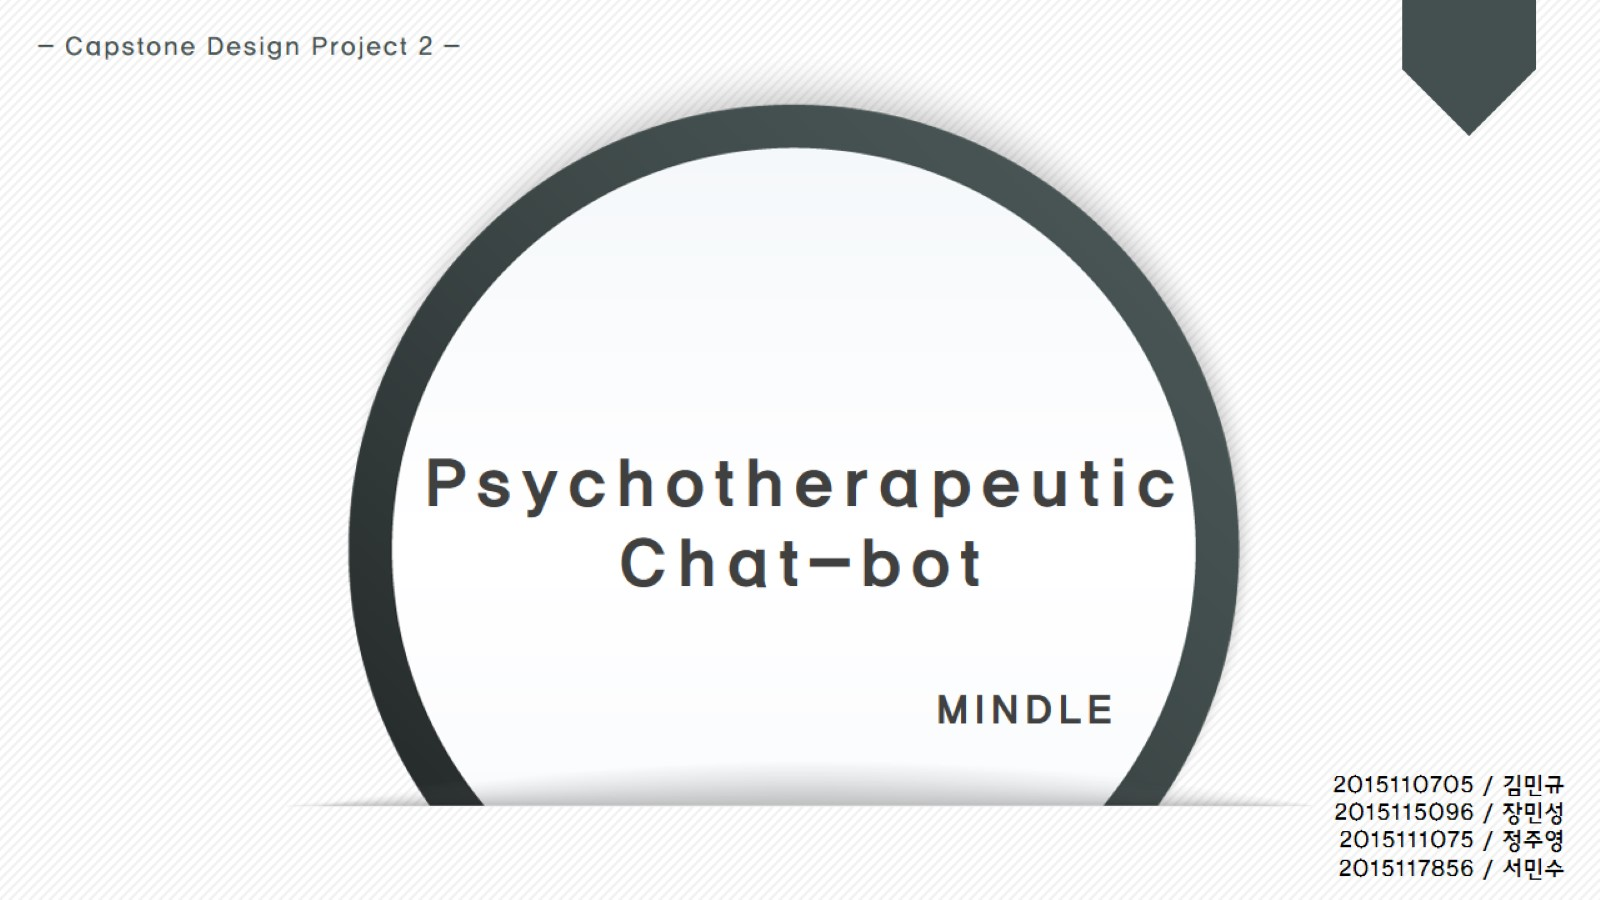 – Capstone Design Project 2 –
Psychotherapeutic
Chat–bot
MINDLE
2015110705 / 김민규
2015115096 / 장민성
2015111075 / 정주영
2015117856 / 서민수